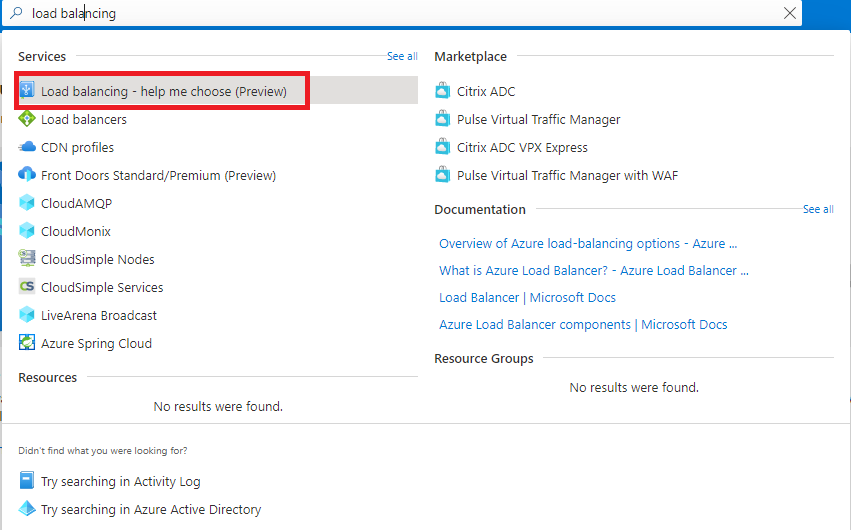 load balancing
Services
See all
Load balancing - help me choose (Preview)
Load balancers
CDN profiles
Front Doors Standard/Premium (Preview)
CloudAMQP
CloudMonix
CloudSimple Nodes
CloudSimple Services
LiveArena Broadcast
Azure Spring Cloud
Resources
No results were found.
Marketplace
Citrix ADC
Pulse Virtual Traffic Manager
Citrix ADC VPX Express
Pulse Virtual Traffic Manager with WAF
Documentation
See all
Overview of Azure load-balancing options - Azure ...
What is Azure Load Balancer? - Azure Load Balancer ...
Load Balancer | Microsoft Docs
Azure Load Balancer components | Microsoft Docs
Resource Groups
No results were found.
Didn't find what you were looking for?
Try searching in Activity Log
Try searching in Azure Active Directory